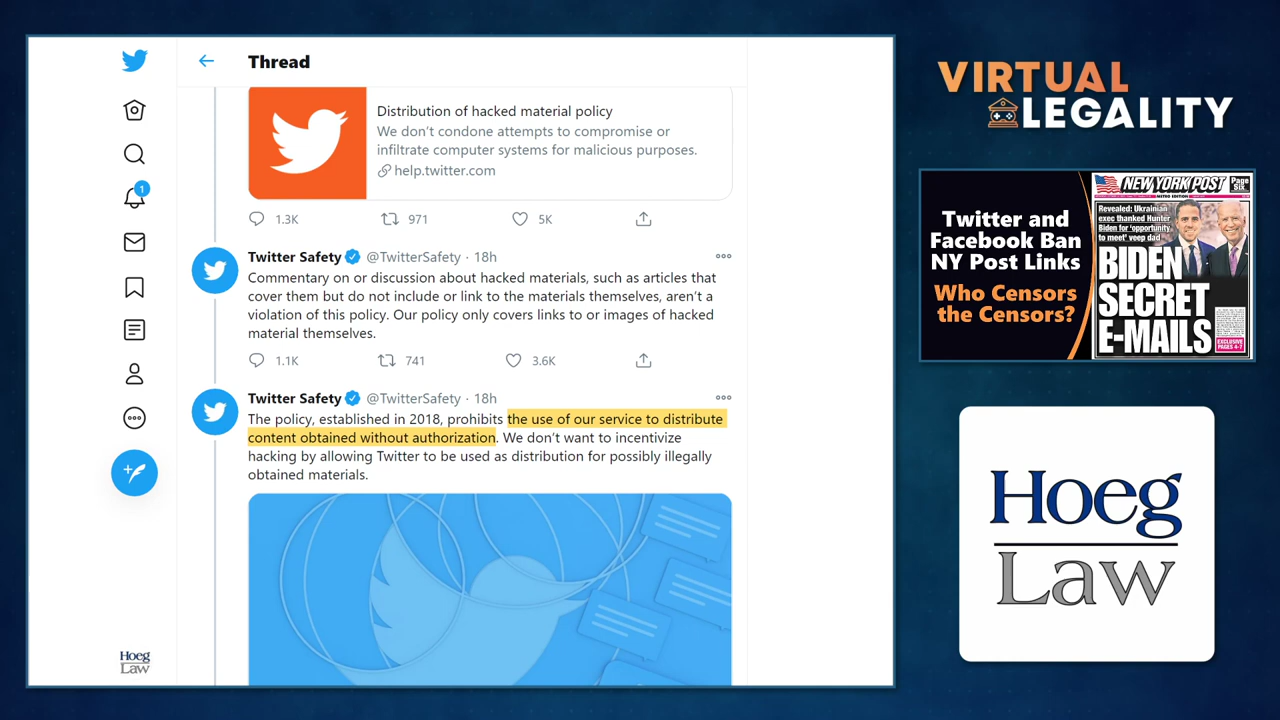 Thread
Distribution of hacked material policy
We don't condone attempts to compromise or
infiltrate computer systems for malicious purposes.
help.twitter.com
1.3K 971 5K
Twitter Safety @TwitterSafety · 18h
Commentary on or discussion about hacked materials, such as articles that
cover them but do not include or link to the materials themselves, aren't a
violation of this policy. Our policy only covers links to or images of hacked
material themselves.
1.1K 741 3.6K
Twitter Safety @TwitterSafety · 18h
The policy, established in 2018, prohibits the use of our service to distribute
content obtained without authorization. We don't want to incentivize
hacking by allowing Twitter to be used as distribution for possibly illegally
obtained materials.
1
Hoeg
Law
VIRTUAL
LEGALITY
Twitter and
Facebook Ban
NY Post Links
Who Censors
the Censors?
NEW YORK POST
Page
Six
Revealed: Ukrainian
exec thanked Hunter
Biden for 'opportunity
to meet' veep dad
BIDEN
SECRET
E-MAILS
EXCLUSIVE
PAGES 4-7
Hoeg
Law